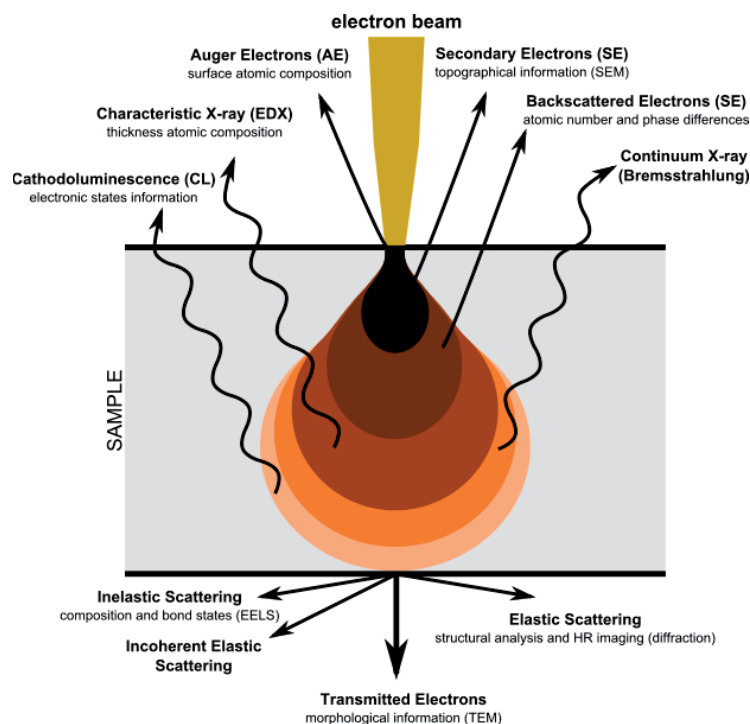 electron beam
Auger Electrons (AE)
surface atomic composition
Secondary Electrons (SE)
topographical information (SEM)
Characteristic X-ray (EDX)
thickness atomic composition
Backscattered Electrons (SE)
atomic number and phase differences
Cathodoluminescence (CL)
electronic states information
Continuum X-ray
(Bremsstrahlung)
SAMPLE
Inelastic Scattering
composition and bond states (EELS)
Incoherent Elastic
Scattering
Elastic Scattering
structural analysis and HR imaging (diffraction)
Transmitted Electrons
morphological information (TEM)